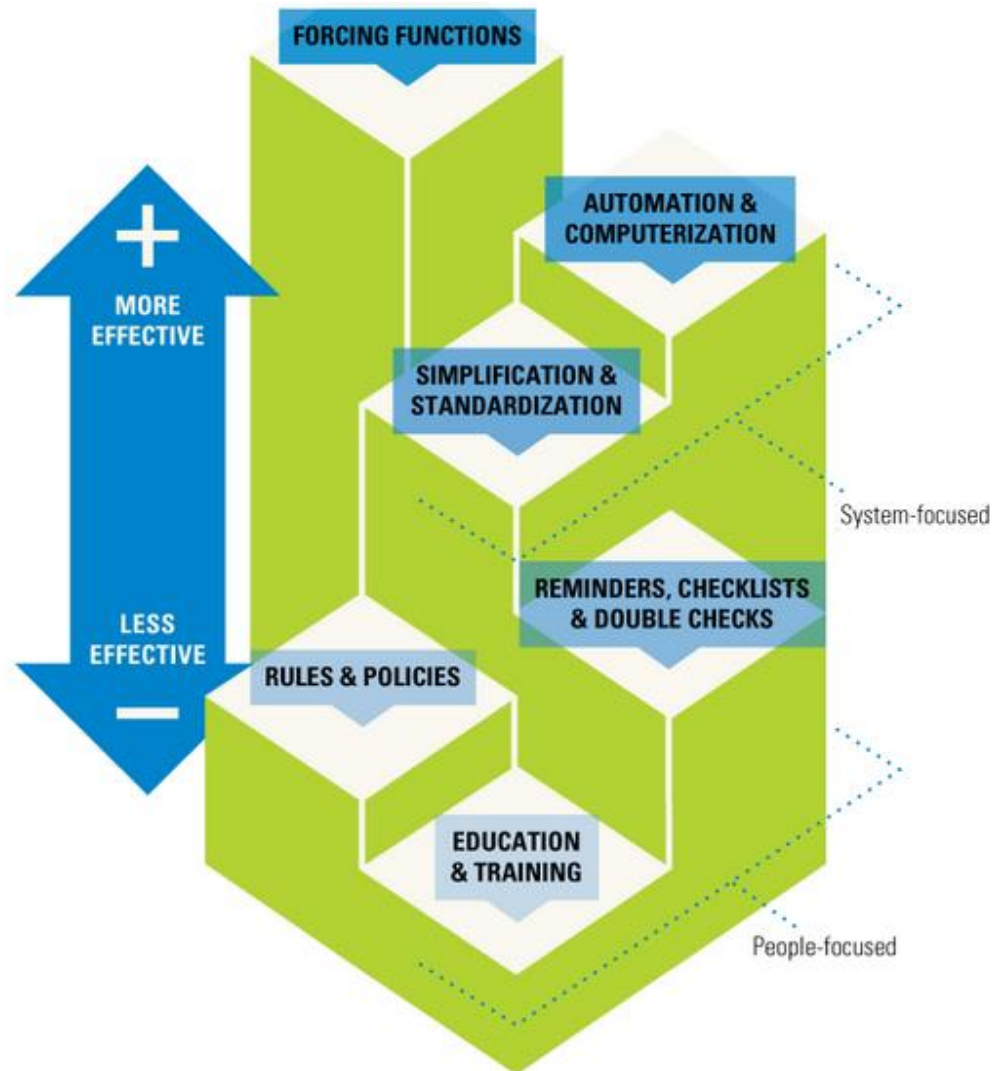 FORCING FUNCTIONS
AUTOMATION &
COMPUTERIZATION
+
MORE
EFFECTIVE
SIMPLIFICATION &
STANDARDIZATION
System-focused
REMINDERS, CHECKLISTS
& DOUBLE CHECKS
LESS
EFFECTIVE
–
RULES & POLICIES
EDUCATION
& TRAINING
People-focused